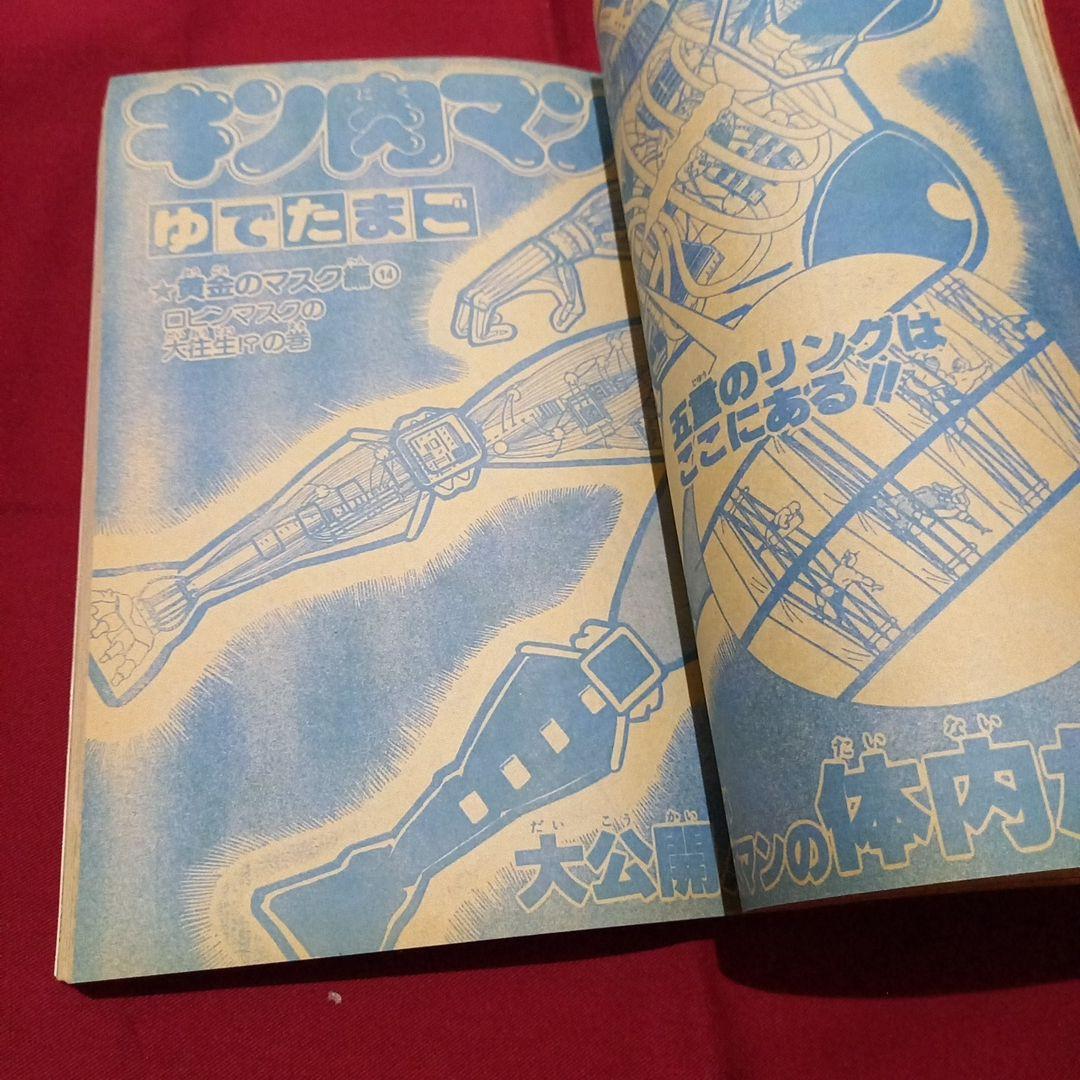 キン肉マン
ゆでたまご
★黄金のマスク編⑭
ロビンマスクの
大往生!?の巻
五重のリングは
ここにある!!
大公開
マンの体内